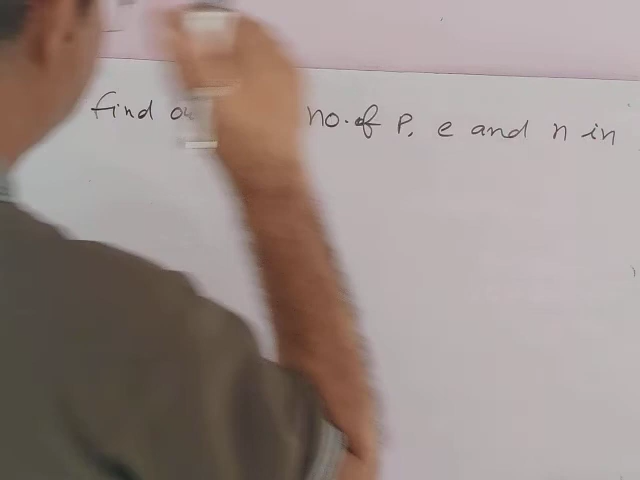 find no. of P, e and n in